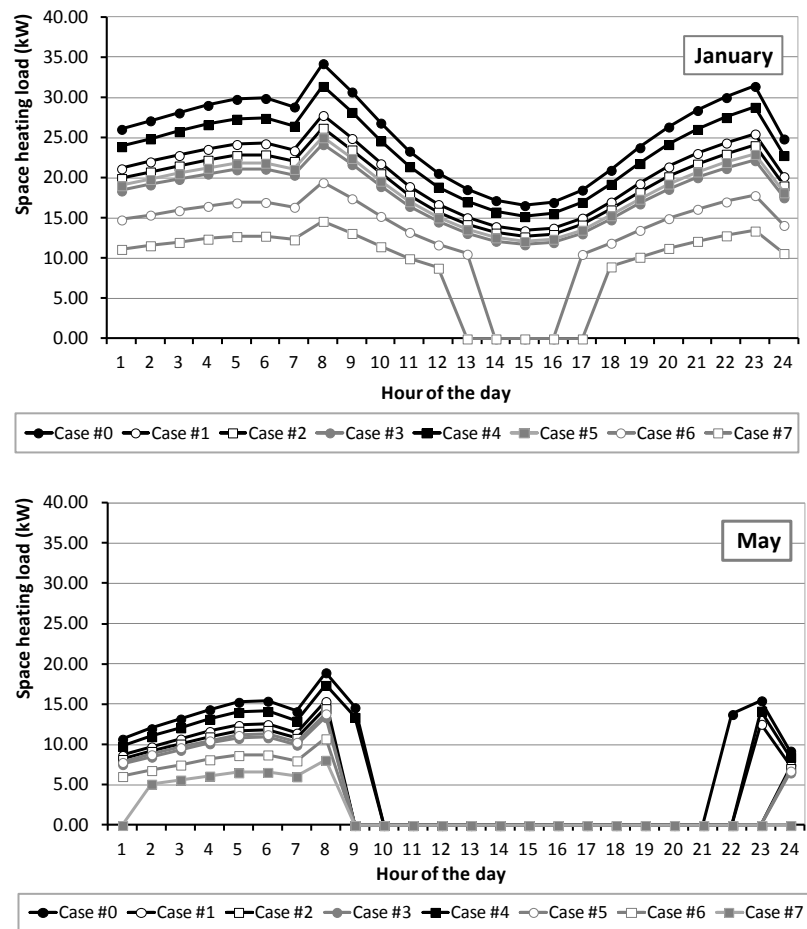 Space heating load (kW)
40.00
35.00
30.00
25.00
20.00
15.00
10.00
5.00
0.00
January
1 2 3 4 5 6 7 8 9 10 11 12 13 14 15 16 17 18 19 20 21 22 23 24
Hour of the day
Case #0 Case #1 Case #2 Case #3 Case #4 Case #5 Case #6 Case #7
Space heating load (kW)
40.00
35.00
30.00
25.00
20.00
15.00
10.00
5.00
0.00
May
1 2 3 4 5 6 7 8 9 10 11 12 13 14 15 16 17 18 19 20 21 22 23 24
Hour of the day
Case #0 Case #1 Case #2 Case #3 Case #4 Case #5 Case #6 Case #7